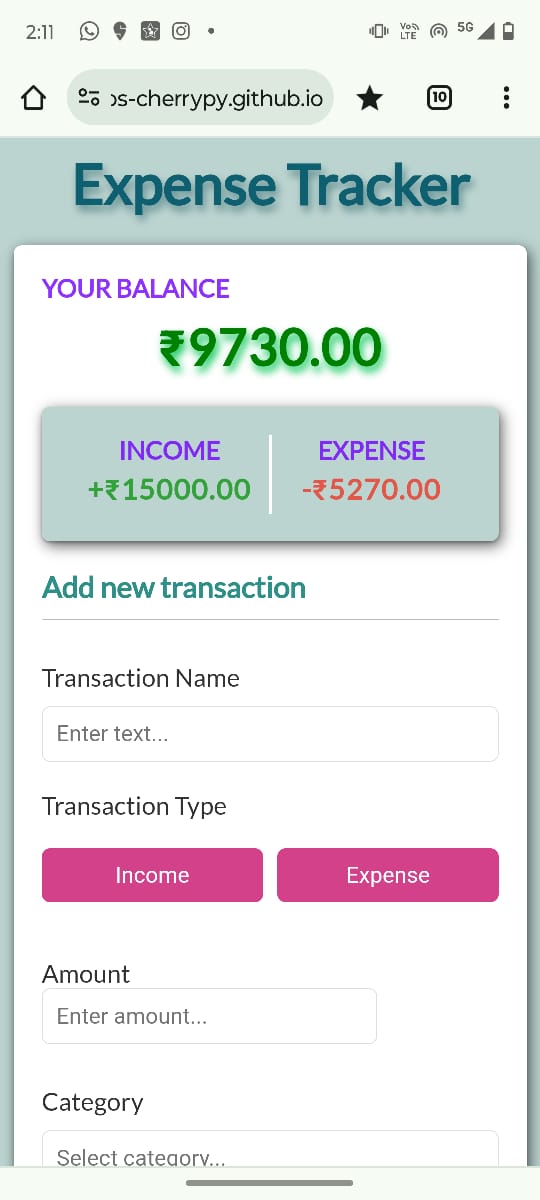 2:11
Vo
LTE
5G
os-cherrypy.github.io
10
Expense Tracker
YOUR BALANCE
₹9730.00
INCOME
EXPENSE
+₹15000.00
-₹5270.00
Add new transaction
Transaction Name
Enter text...
Transaction Type
Income
Expense
Amount
Enter amount...
Category
Select category...